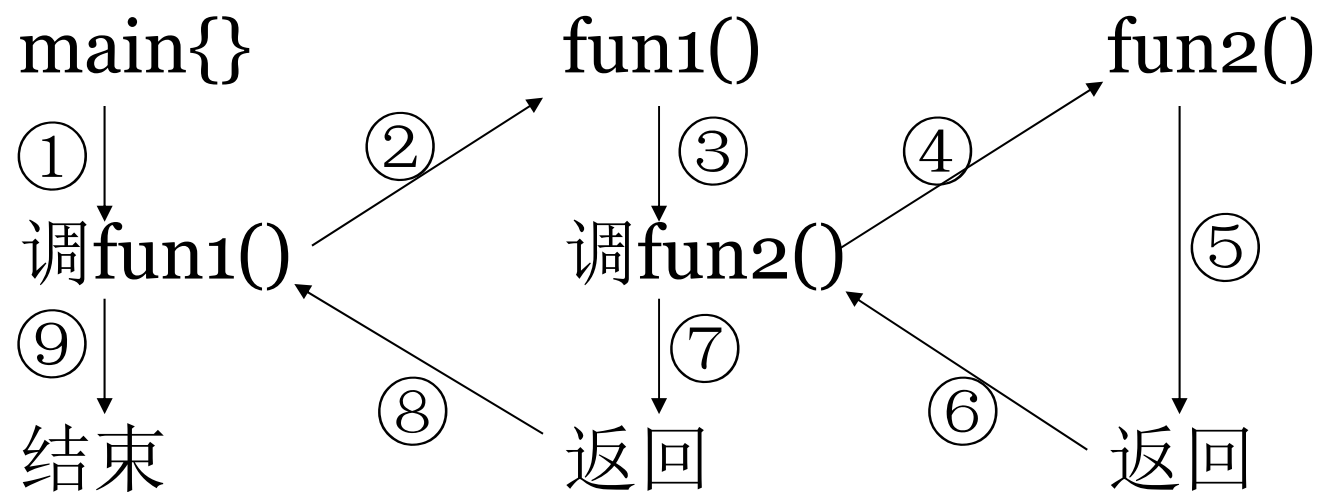 main{} fun1() fun2()
① ② ③ ④
调fun1() 调fun2() ⑤
⑨ ⑦
⑧ ⑥
结束 返回 返回